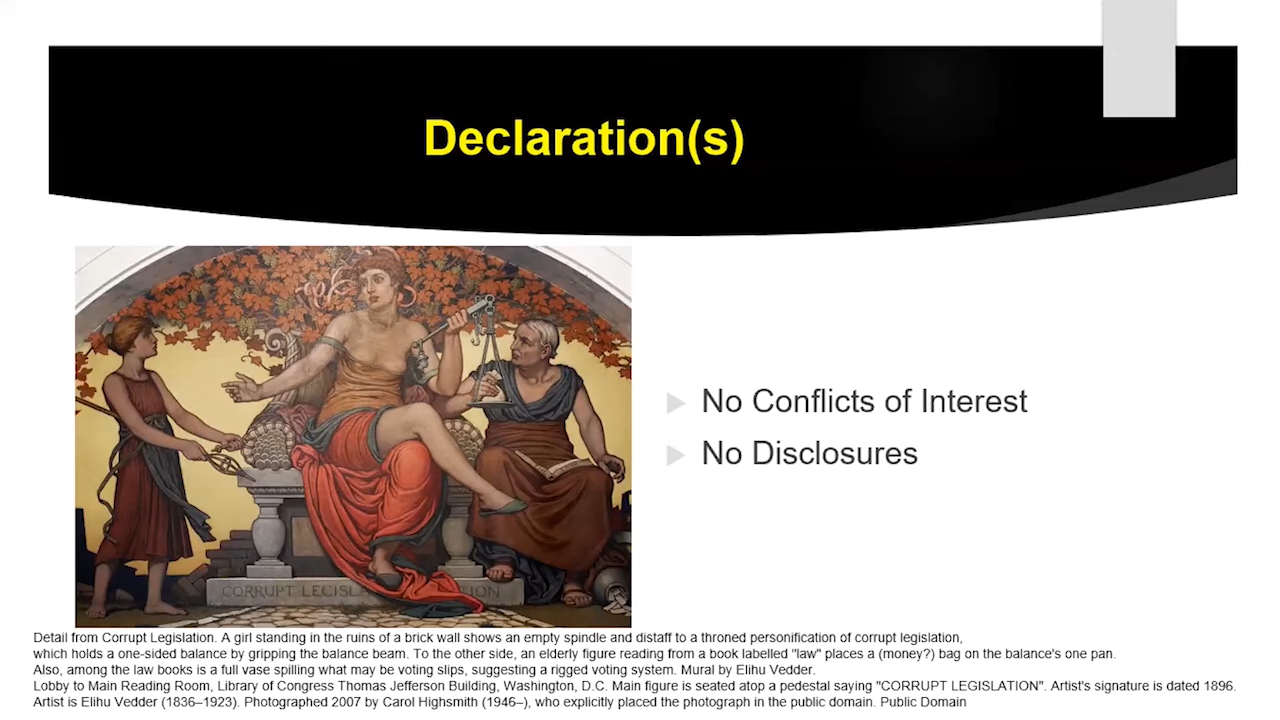 Declaration(s)
No Conflicts of Interest
No Disclosures
CORRUPT LEGISLATION
Detail from Corrupt Legislation. A girl standing in the ruins of a brick wall shows an empty spindle and distaff to a throned personification of corrupt legislation,
which holds a one-sided balance by gripping the balance beam. To the other side, an elderly figure reading from a book labelled "law" places a (money?) bag on the balance's one pan.
Also, among the law books is a full vase spilling what may be voting slips, suggesting a rigged voting system. Mural by Elihu Vedder.
Lobby to Main Reading Room, Library of Congress Thomas Jefferson Building, Washington, D.C. Main figure is seated atop a pedestal saying "CORRUPT LEGISLATION". Artist's signature is dated 1896.
Artist is Elihu Vedder (1836–1923). Photographed 2007 by Carol Highsmith (1946–), who explicitly placed the photograph in the public domain. Public Domain